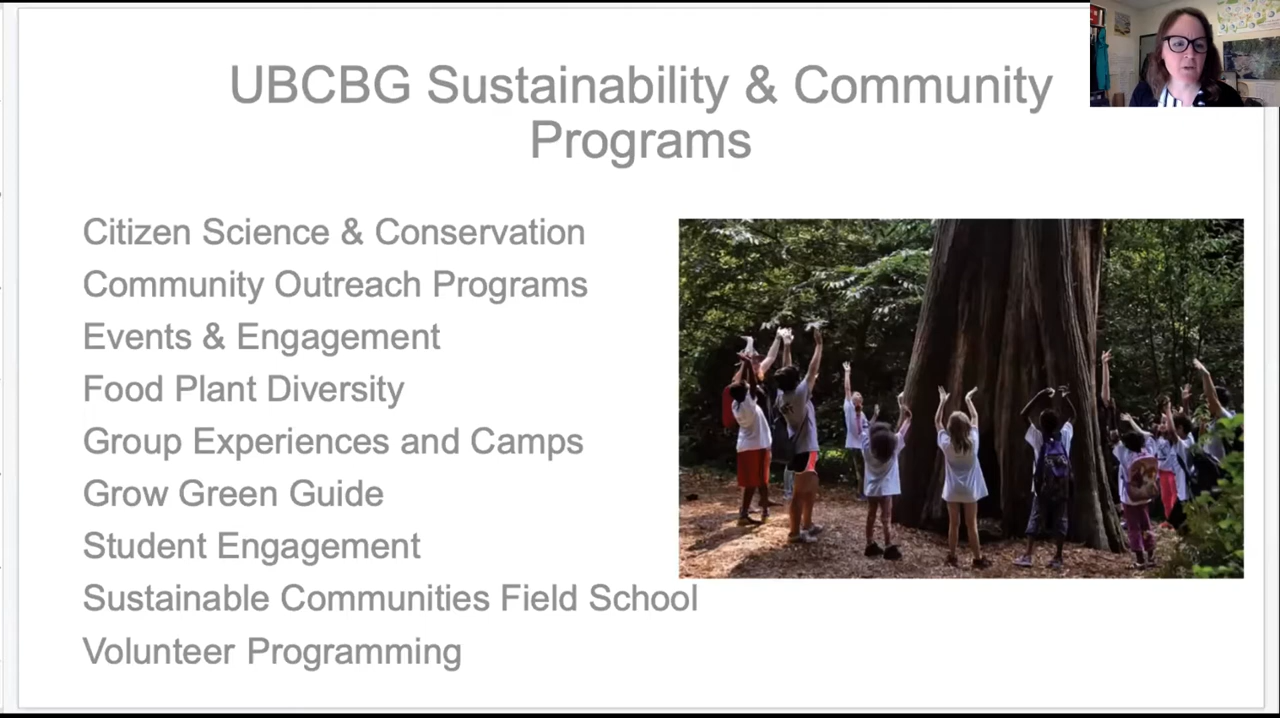 UBCBG Sustainability & Community
Programs
Citizen Science & Conservation
Community Outreach Programs
Events & Engagement
Food Plant Diversity
Group Experiences and Camps
Grow Green Guide
Student Engagement
Sustainable Communities Field School
Volunteer Programming